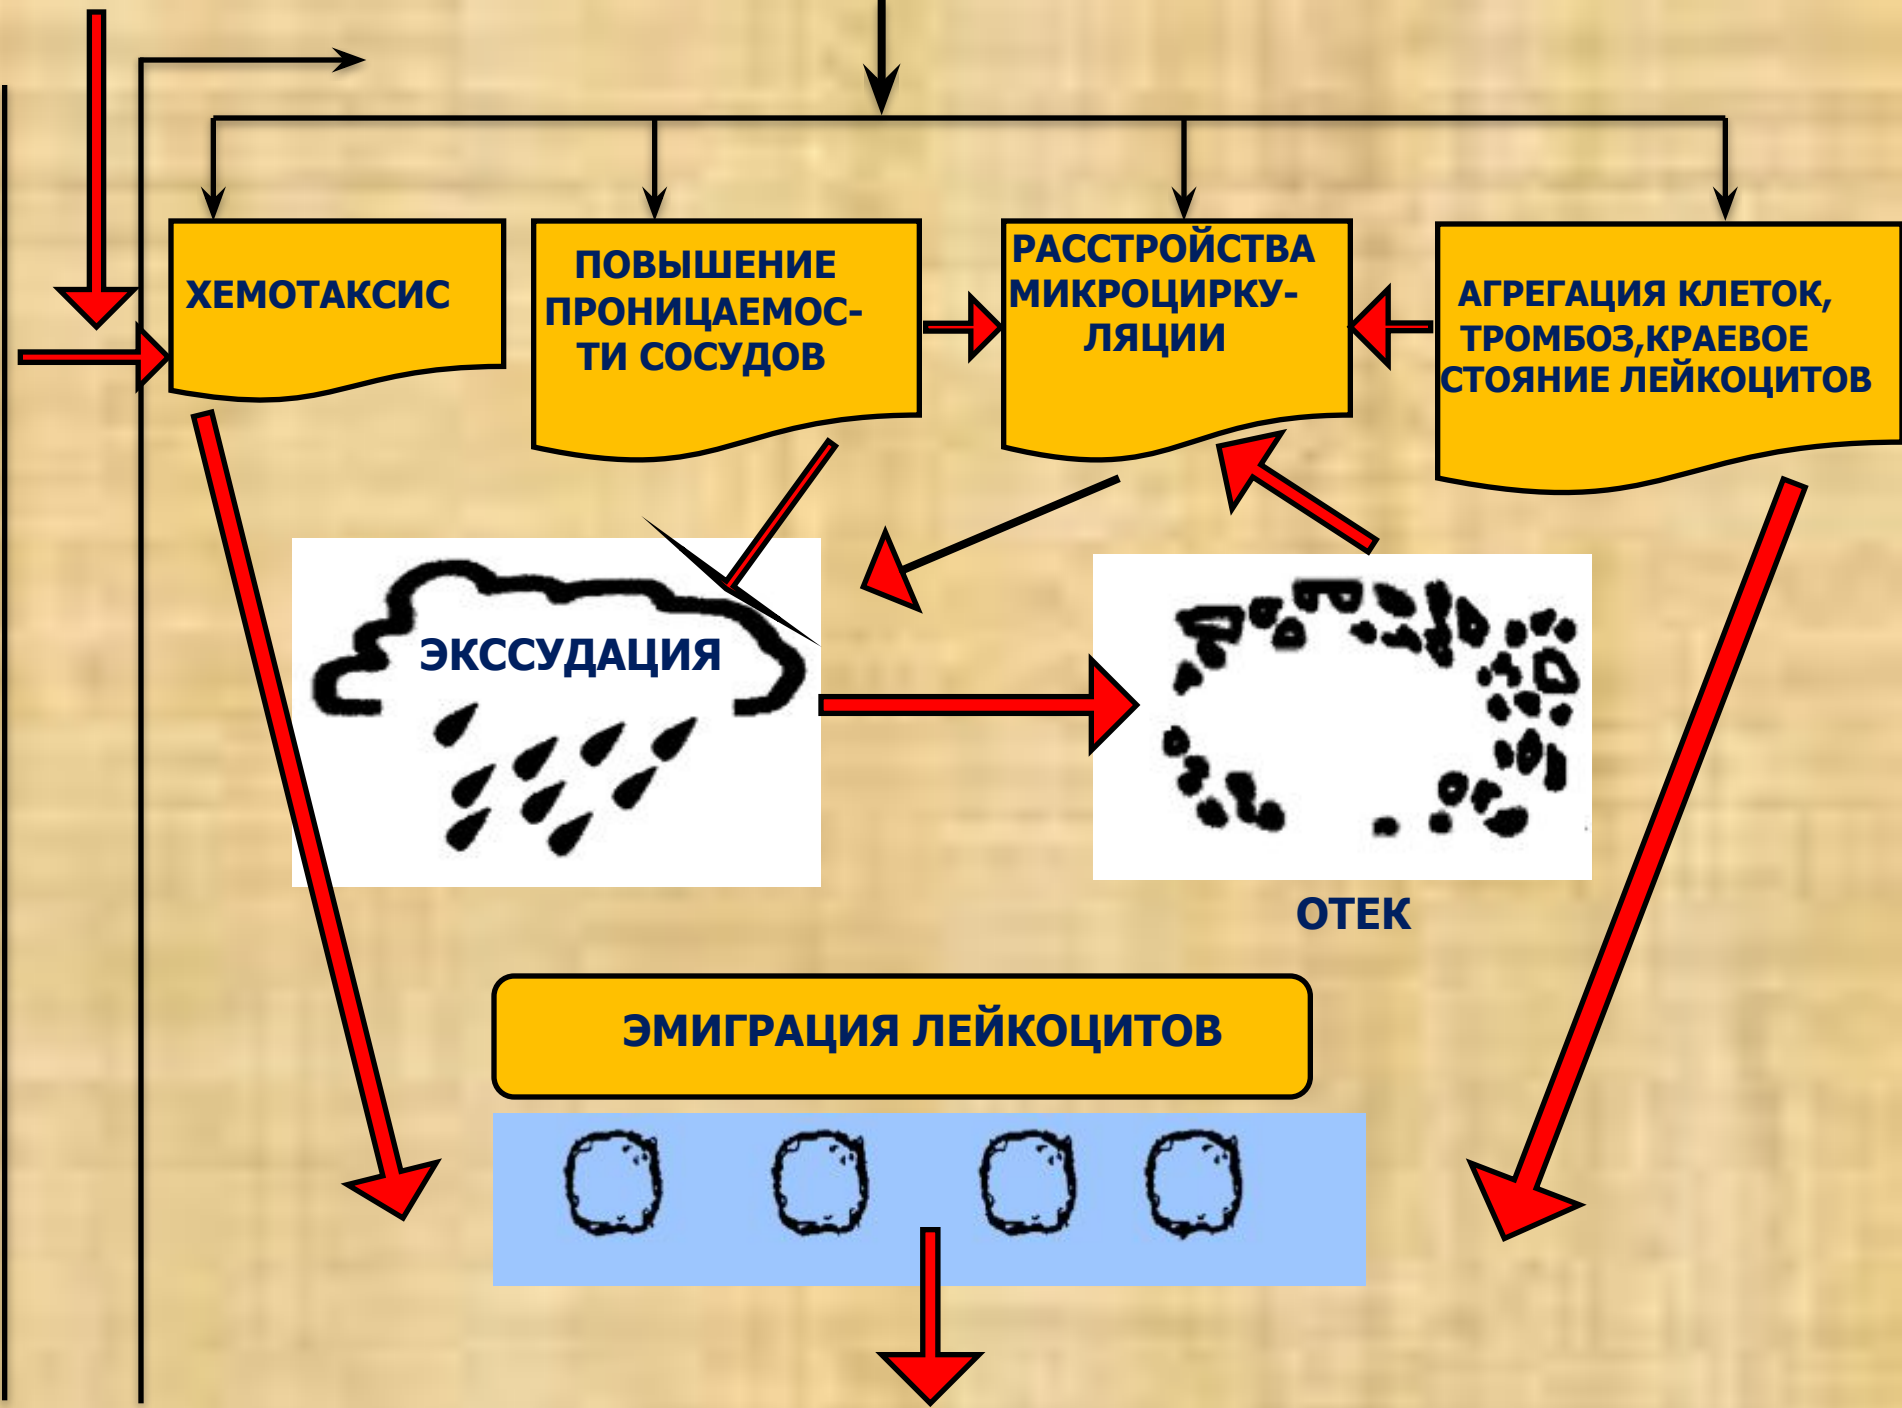 ХЕМОТАКСИС
ПОВЫШЕНИЕ
ПРОНИЦАЕМОС-
ТИ СОСУДОВ
РАССТРОЙСТВА
МИКРОЦИРКУ-
ЛЯЦИИ
АГРЕГАЦИЯ КЛЕТОК,
ТРОМБОЗ,КРАЕВОЕ
СТОЯНИЕ ЛЕЙКОЦИТОВ
ЭКССУДАЦИЯ
ОТЕК
ЭМИГРАЦИЯ ЛЕЙКОЦИТОВ